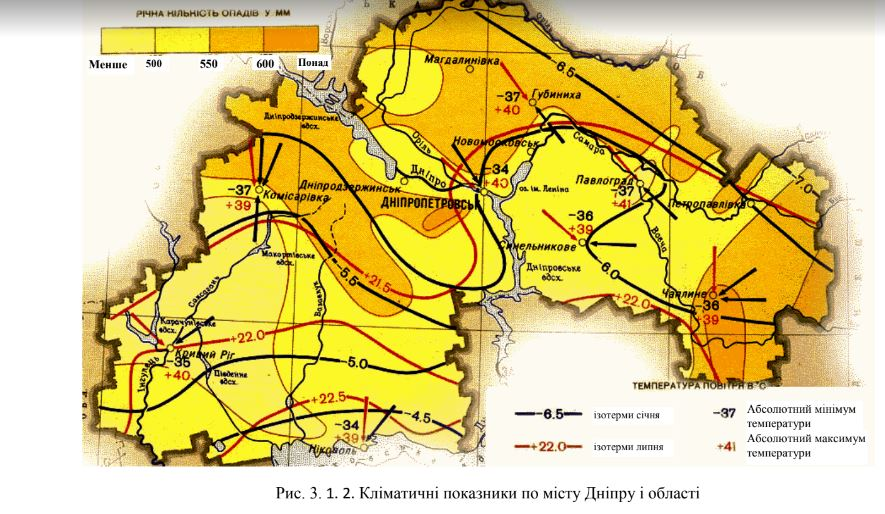 РІЧНА КІЛЬКІСТЬ ОПАДІВ У ММ
Менше 500 550 600 Понад
Магдалинівка
-6.5
-37
+40
Губиниха
Дніпродзержинське
вдсх.
Оріль
Новомосковськ
Самара
-7.0
-34
+40
Дніпро
оз. ім. Леніна
Павлоград
-37
+41
-37
+39
Комісарівка
Дніпродзержинськ
ДНІПРОПЕТРОВСЬК
Петропавлівка
-36
+39
Синельникове
Вовча
Макортівське
вдсх.
-5.5
+21.5
Дніпровське
вдсх.
-6.0
+22.0
Чаплине
-36
+39
Саксагань
Базавлук
Карачунівське
вдсх.
+22.0
Кривий Ріг
-35
+40
-5.0
Інгулець
Південне
вдсх.
+22.5
-4.5
-34
+39
Нікополь
ТЕМПЕРАТУРА ПОВІТРЯ В °С
-6.5 ізотерми січня -37 Абсолютний мінімум
температури
+22.0 ізотерми липня +41 Абсолютний максимум
температури
Рис. 3. 1. 2. Кліматичні показники по місту Дніпру і області